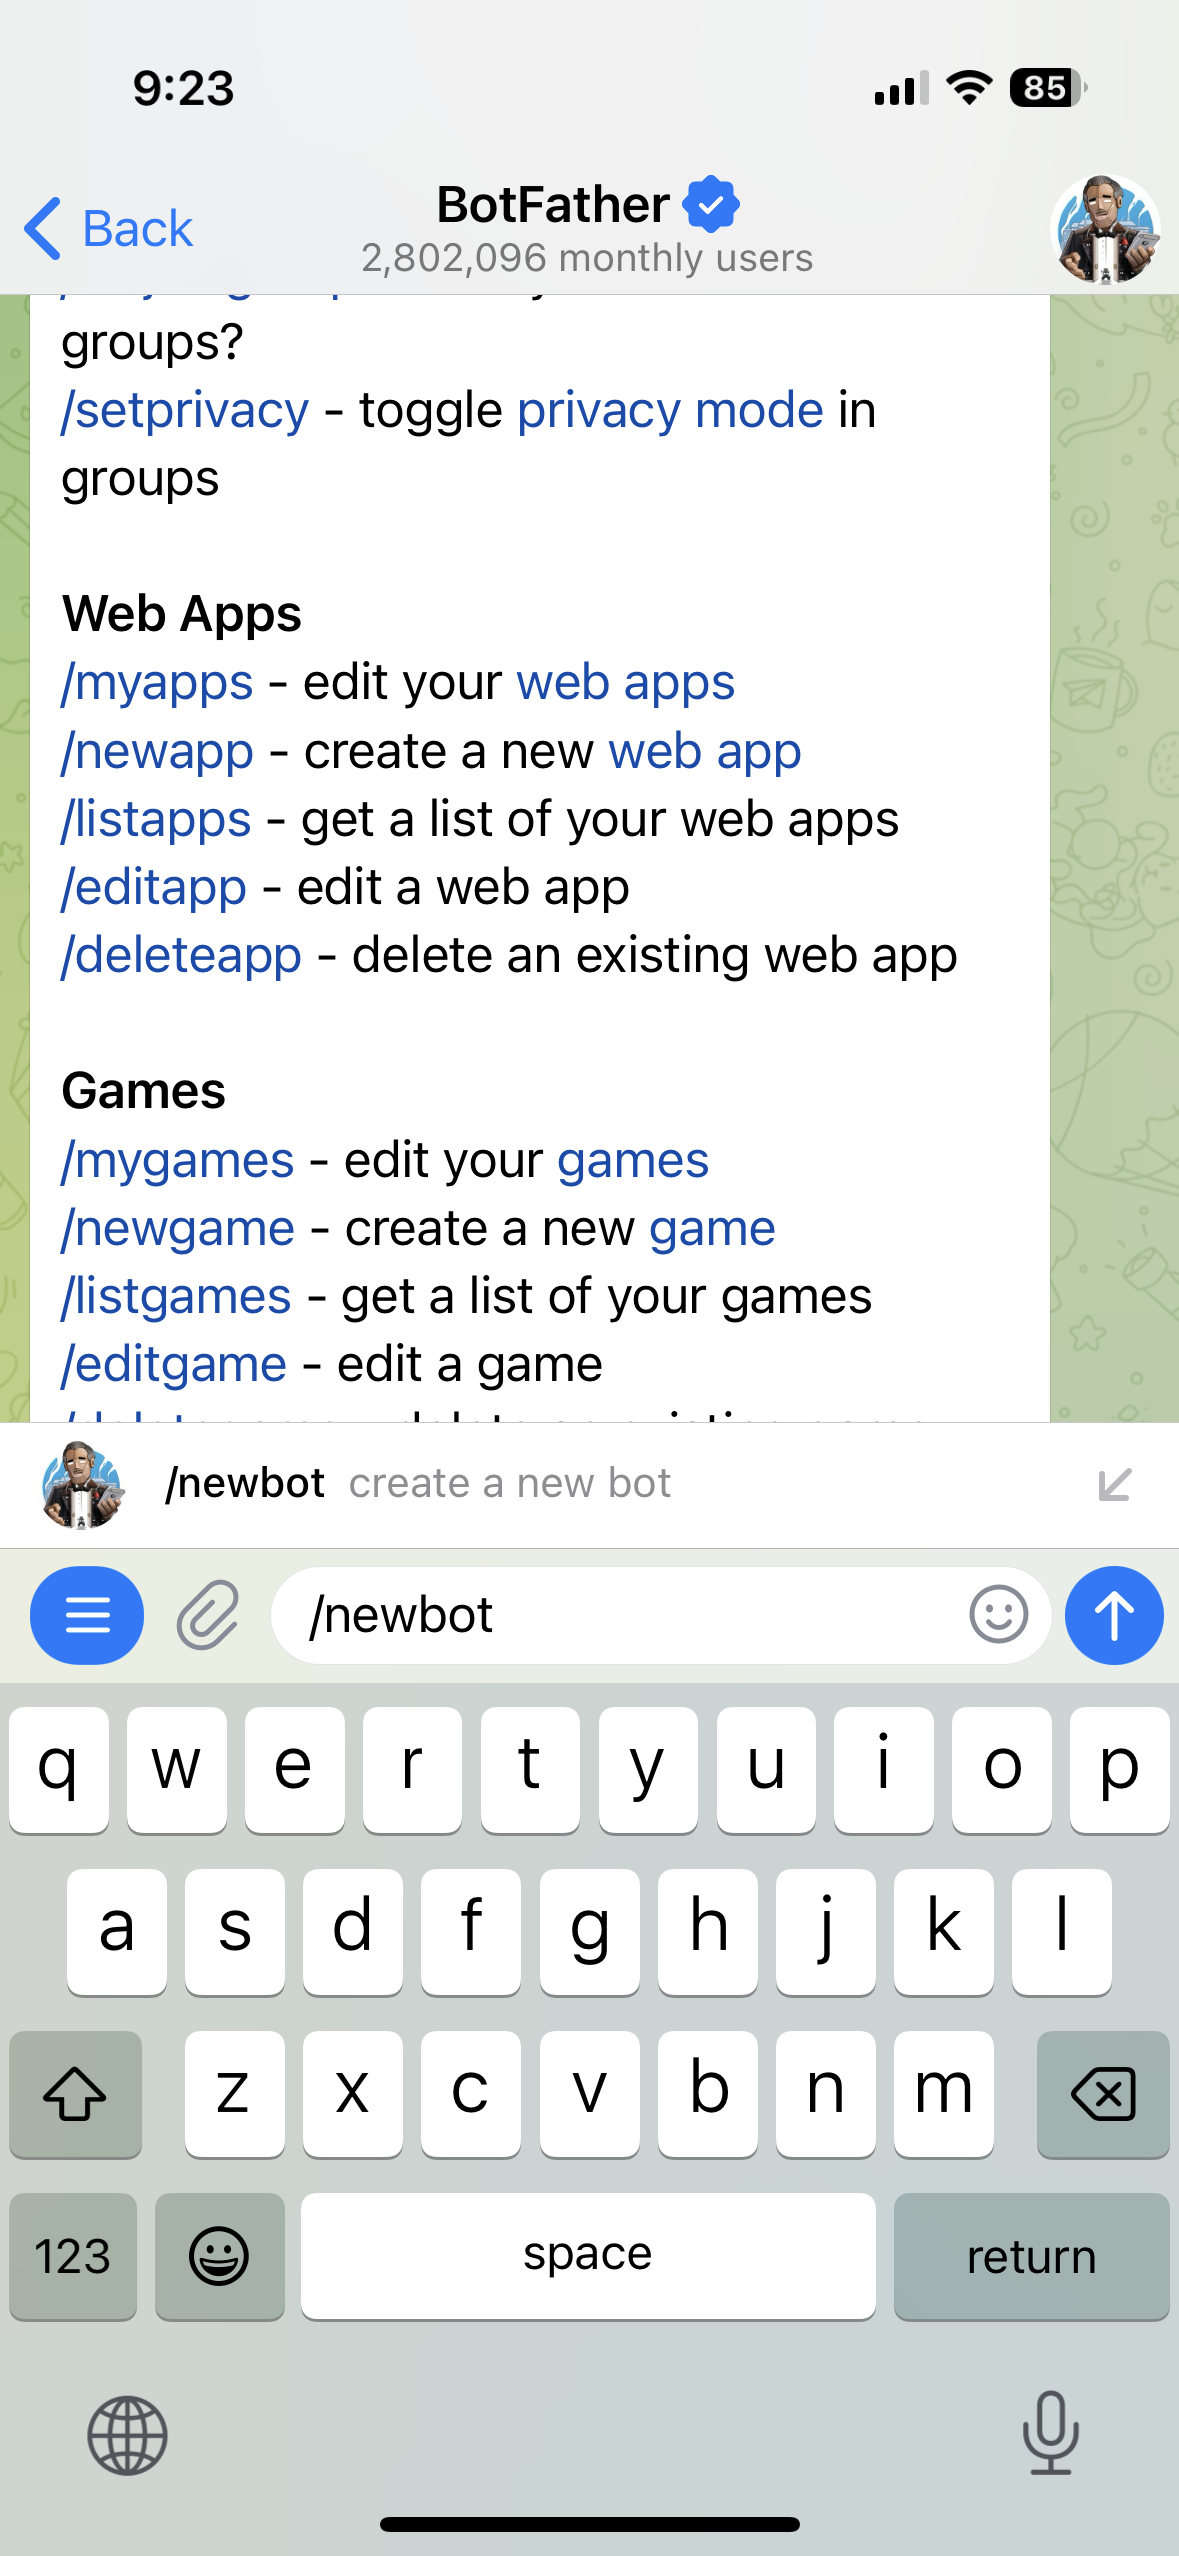 9:23
85
Back
BotFather
2,802,096 monthly users
groups?
/setprivacy - toggle privacy mode in
groups
Web Apps
/myapps - edit your web apps
/newapp - create a new web app
/listapps - get a list of your web apps
/editapp - edit a web app
/deleteapp - delete an existing web app
Games
/mygames - edit your games
/newgame - create a new game
/listgames - get a list of your games
/editgame - edit a game
/newbot create a new bot
/newbot
q w e r t y u i o p
a s d f g h j k l
z x c v b n m
123 space return